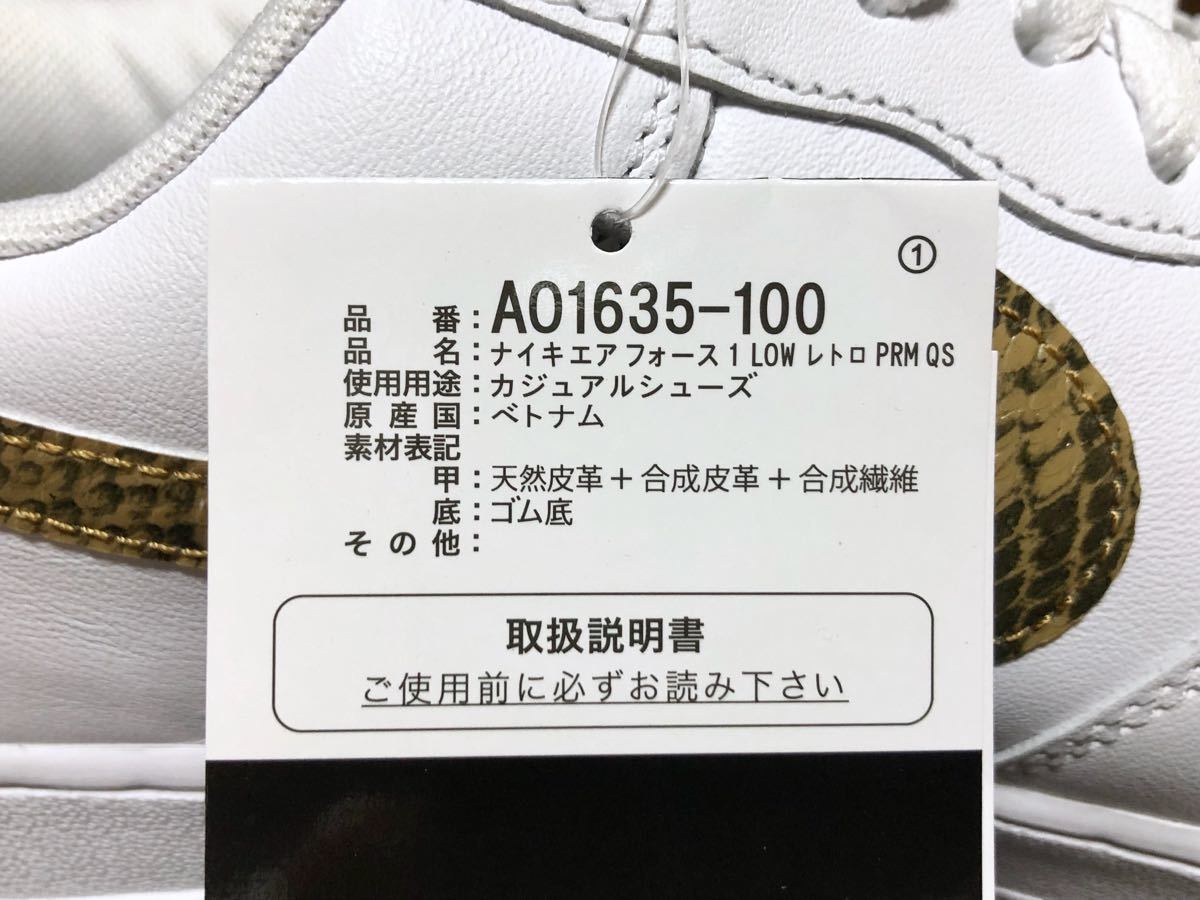 ①
品番：AO1635-100
品名：ナイキエアフォース1 LOW レトロ PRM QS
使用用途：カジュアルシューズ
原産国：ベトナム
素材表記
甲：天然皮革＋合成皮革＋合成繊維
底：ゴム底
その他：
取扱説明書
ご使用前に必ずお読み下さい